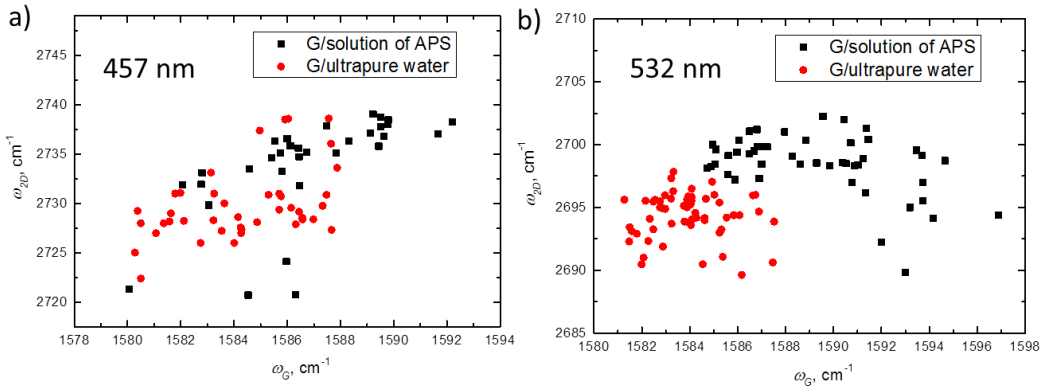 a)
2749
2745
2740
2735
2730
2725
2720
1578
1580
1582
1584
1586
1588
1590
1592
1594
ω2D, cm-1
ωG, cm-1
457 nm
G/solution of APS
G/ultrapure water
b)
2710
2705
2700
2695
2690
2685
1580
1582
1584
1586
1588
1590
1592
1594
1596
1598
ω2D, cm-1
ωG, cm-1
532 nm
G/solution of APS
G/ultrapure water